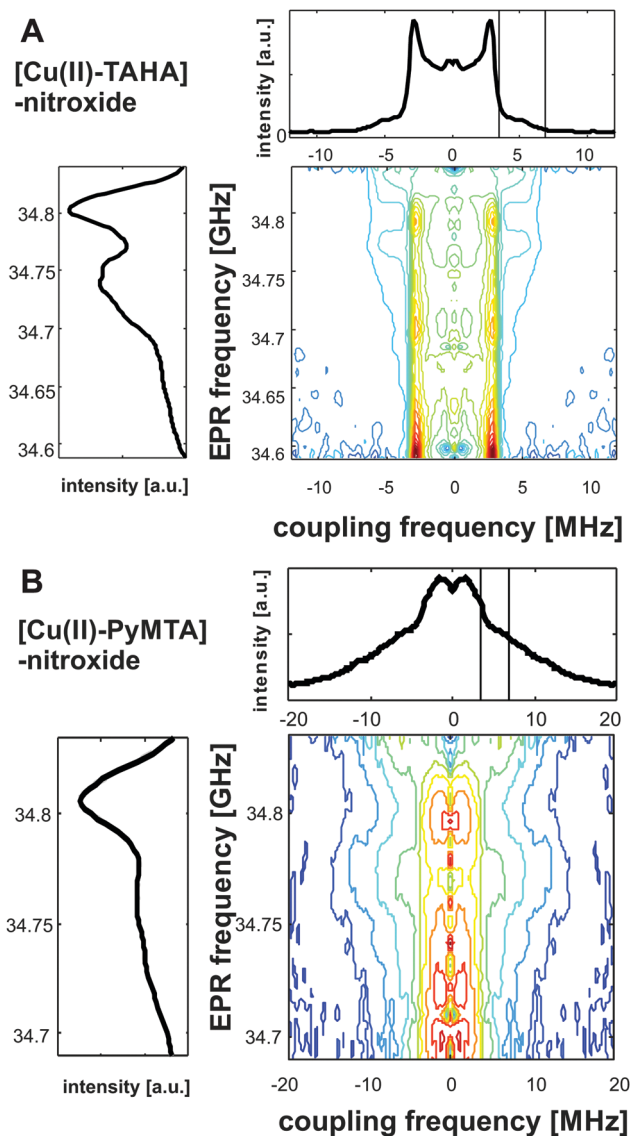 A
[Cu(II)-TAHA]
-nitroxide
intensity [a.u.]
0
-10 -5 0 5 10
34.8
34.75
34.7
34.65
34.6
intensity [a.u.]
EPR frequency [GHz]
34.8
34.75
34.7
34.65
34.6
-10 -5 0 5 10
coupling frequency [MHz]
B
[Cu(II)-PyMTA]
-nitroxide
intensity [a.u.]
-20 -10 0 10 20
34.8
34.75
34.7
intensity [a.u.]
EPR frequency [GHz]
34.8
34.75
34.7
-20 -10 0 10 20
coupling frequency [MHz]